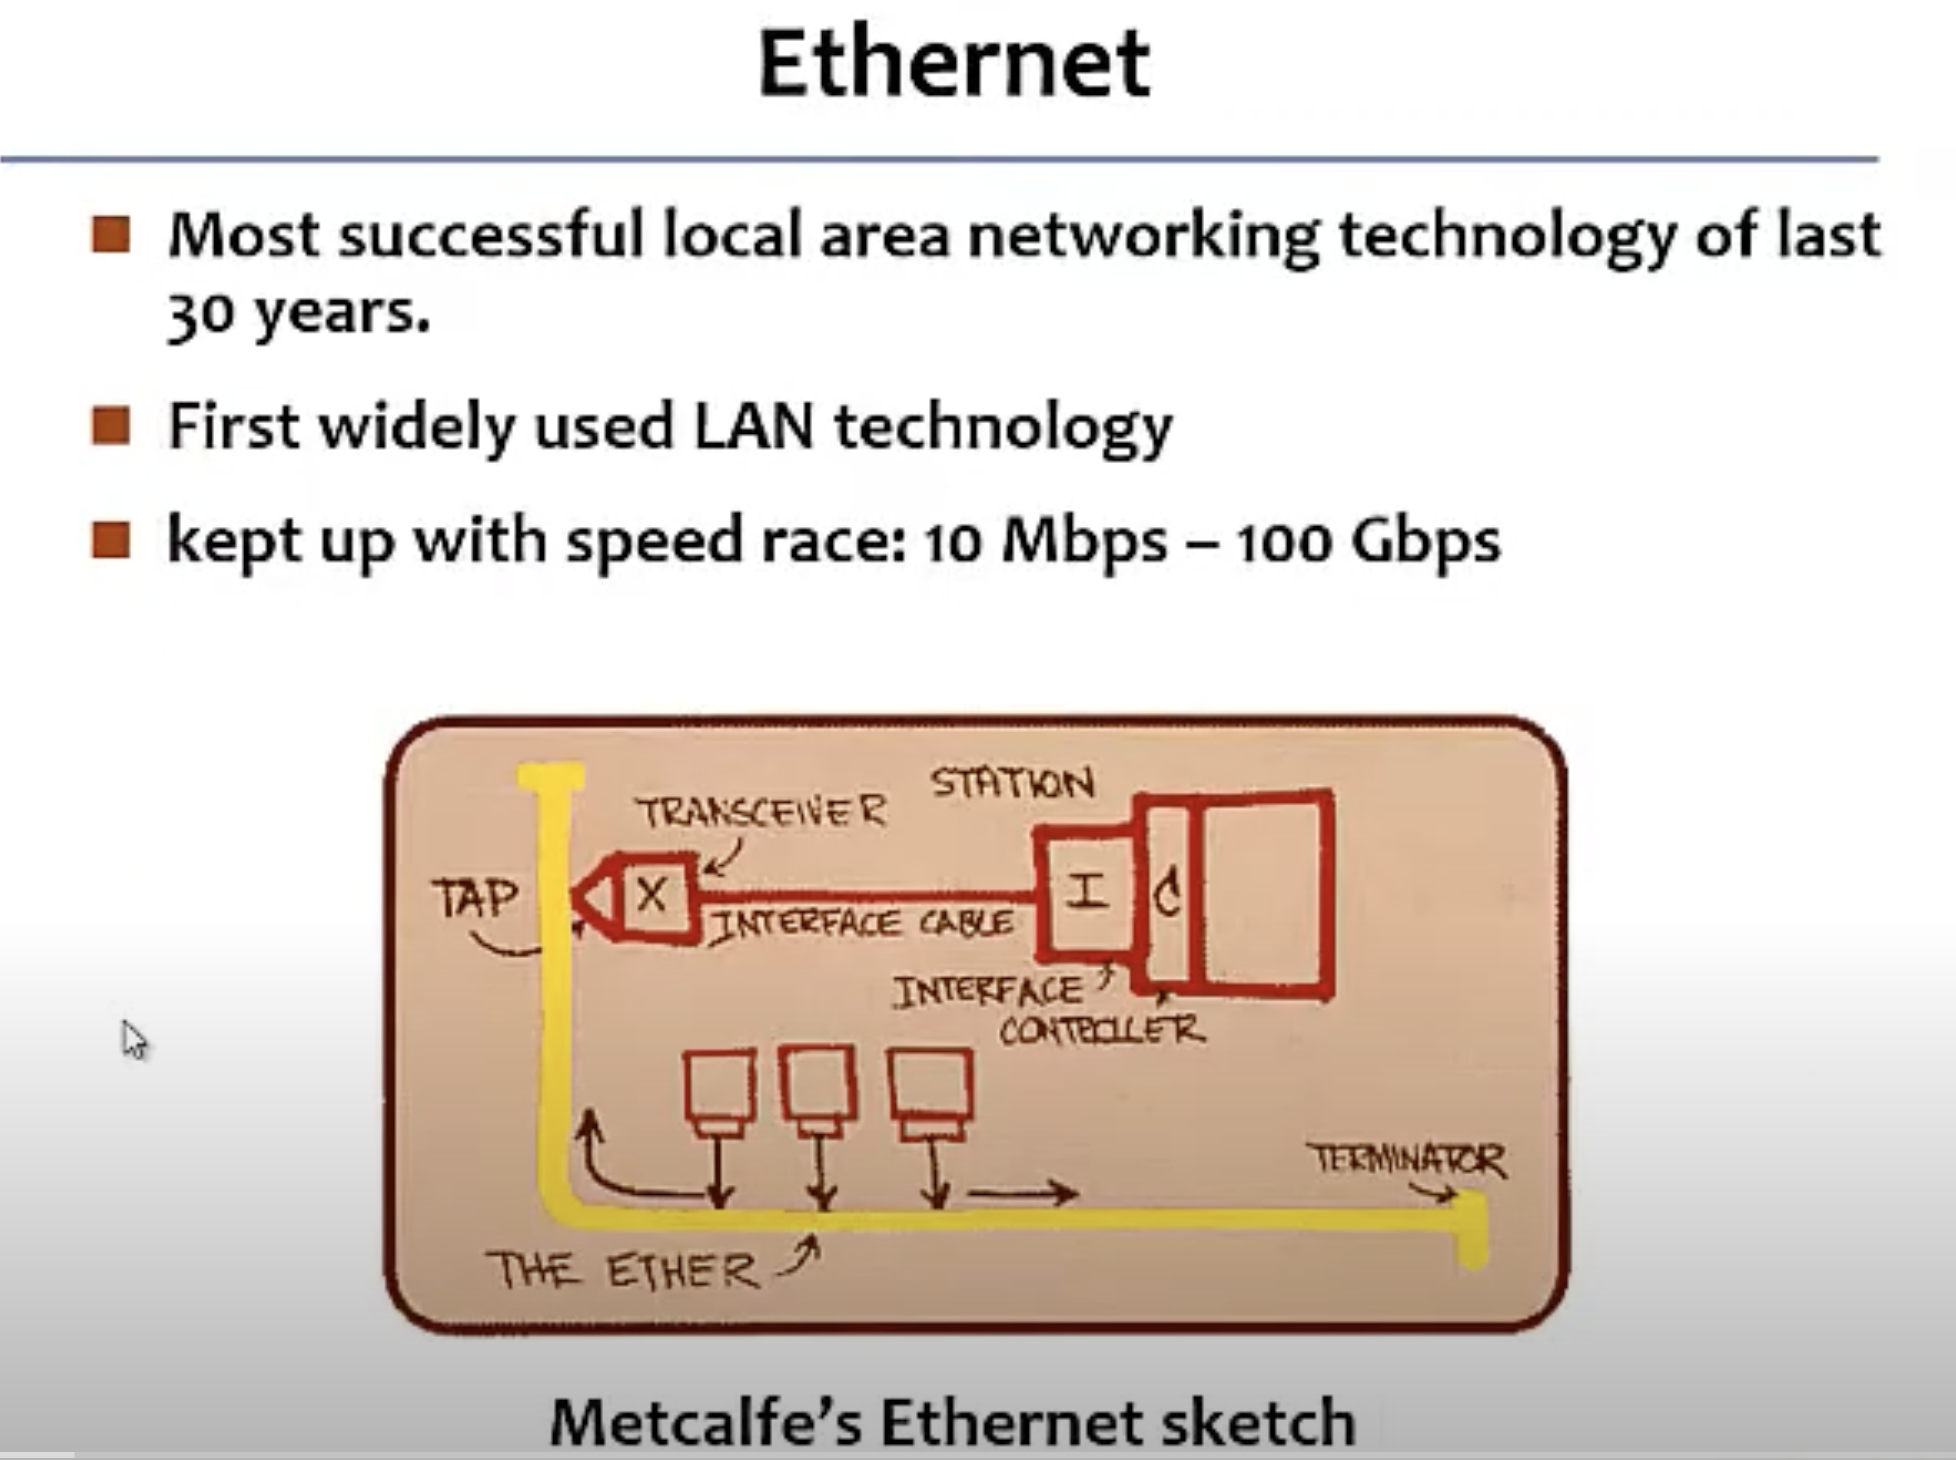 Ethernet
Most successful local area networking technology of last
30 years.
First widely used LAN technology
kept up with speed race: 10 Mbps – 100 Gbps
STATION
TRANSCEIVER
TAP
X
I
C
INTERFACE CABLE
INTERFACE
CONTROLLER
TERMINATOR
THE ETHER
Metcalfe's Ethernet sketch